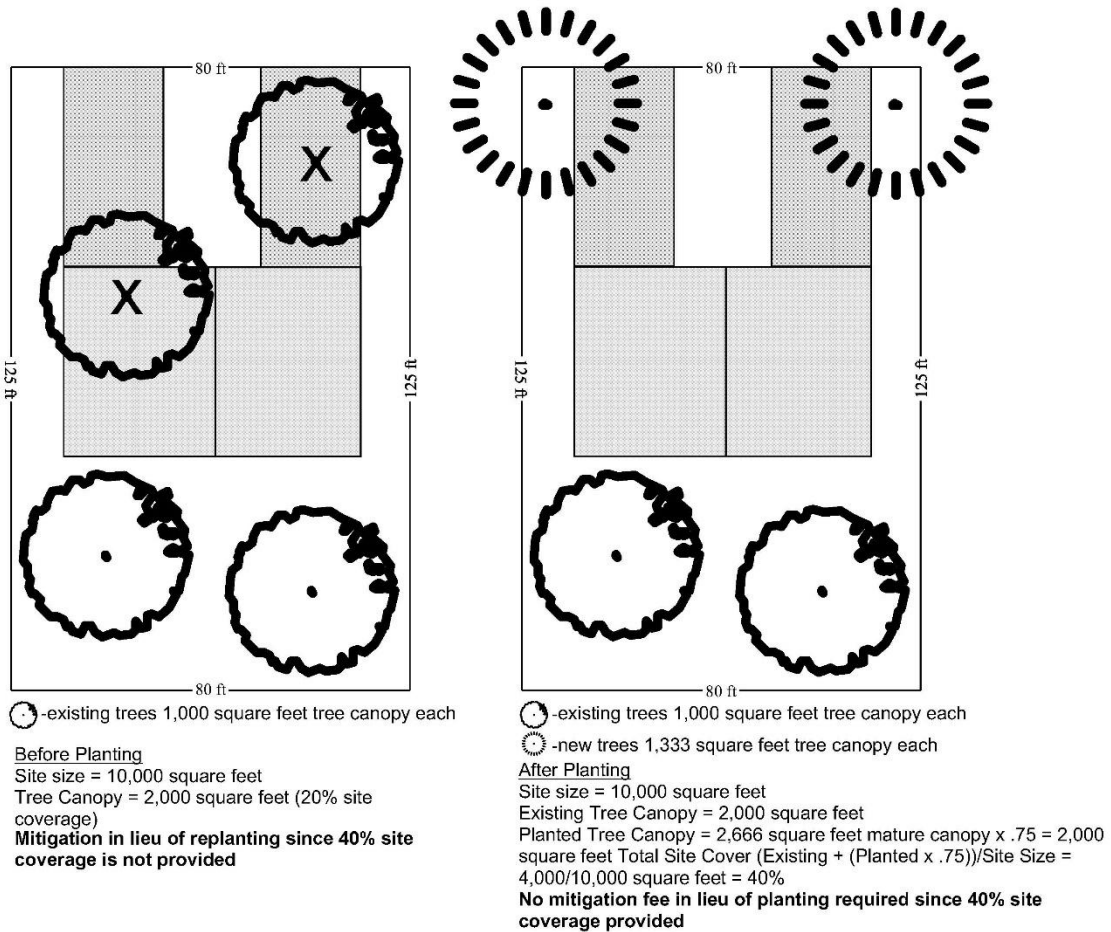 80 ft
X
X
125 ft
125 ft
80 ft
-existing trees 1,000 square feet tree canopy each
Before Planting
Site size = 10,000 square feet
Tree Canopy = 2,000 square feet (20% site
coverage)
Mitigation in lieu of replanting since 40% site
coverage is not provided
80 ft
125 ft
125 ft
80 ft
-existing trees 1,000 square feet tree canopy each
-new trees 1,333 square feet tree canopy each
After Planting
Site size = 10,000 square feet
Existing Tree Canopy = 2,000 square feet
Planted Tree Canopy = 2,666 square feet mature canopy x .75 = 2,000
square feet Total Site Cover (Existing + (Planted x .75))/Site Size =
4,000/10,000 square feet = 40%
No mitigation fee in lieu of planting required since 40% site
coverage provided